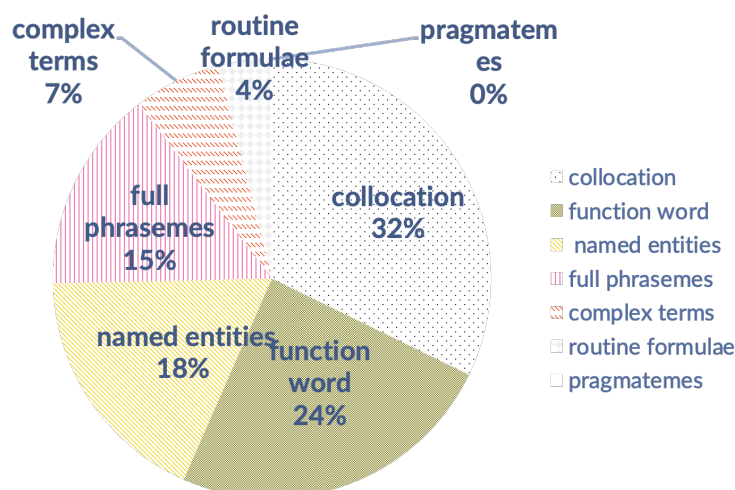 complex
terms
7%
routine
formulae
4%
pragmatem
es
0%
collocation
32%
full
phrasemes
15%
named entities
18%
function
word
24%
collocation
function word
named entities
full phrasemes
complex terms
routine formulae
pragmatemes